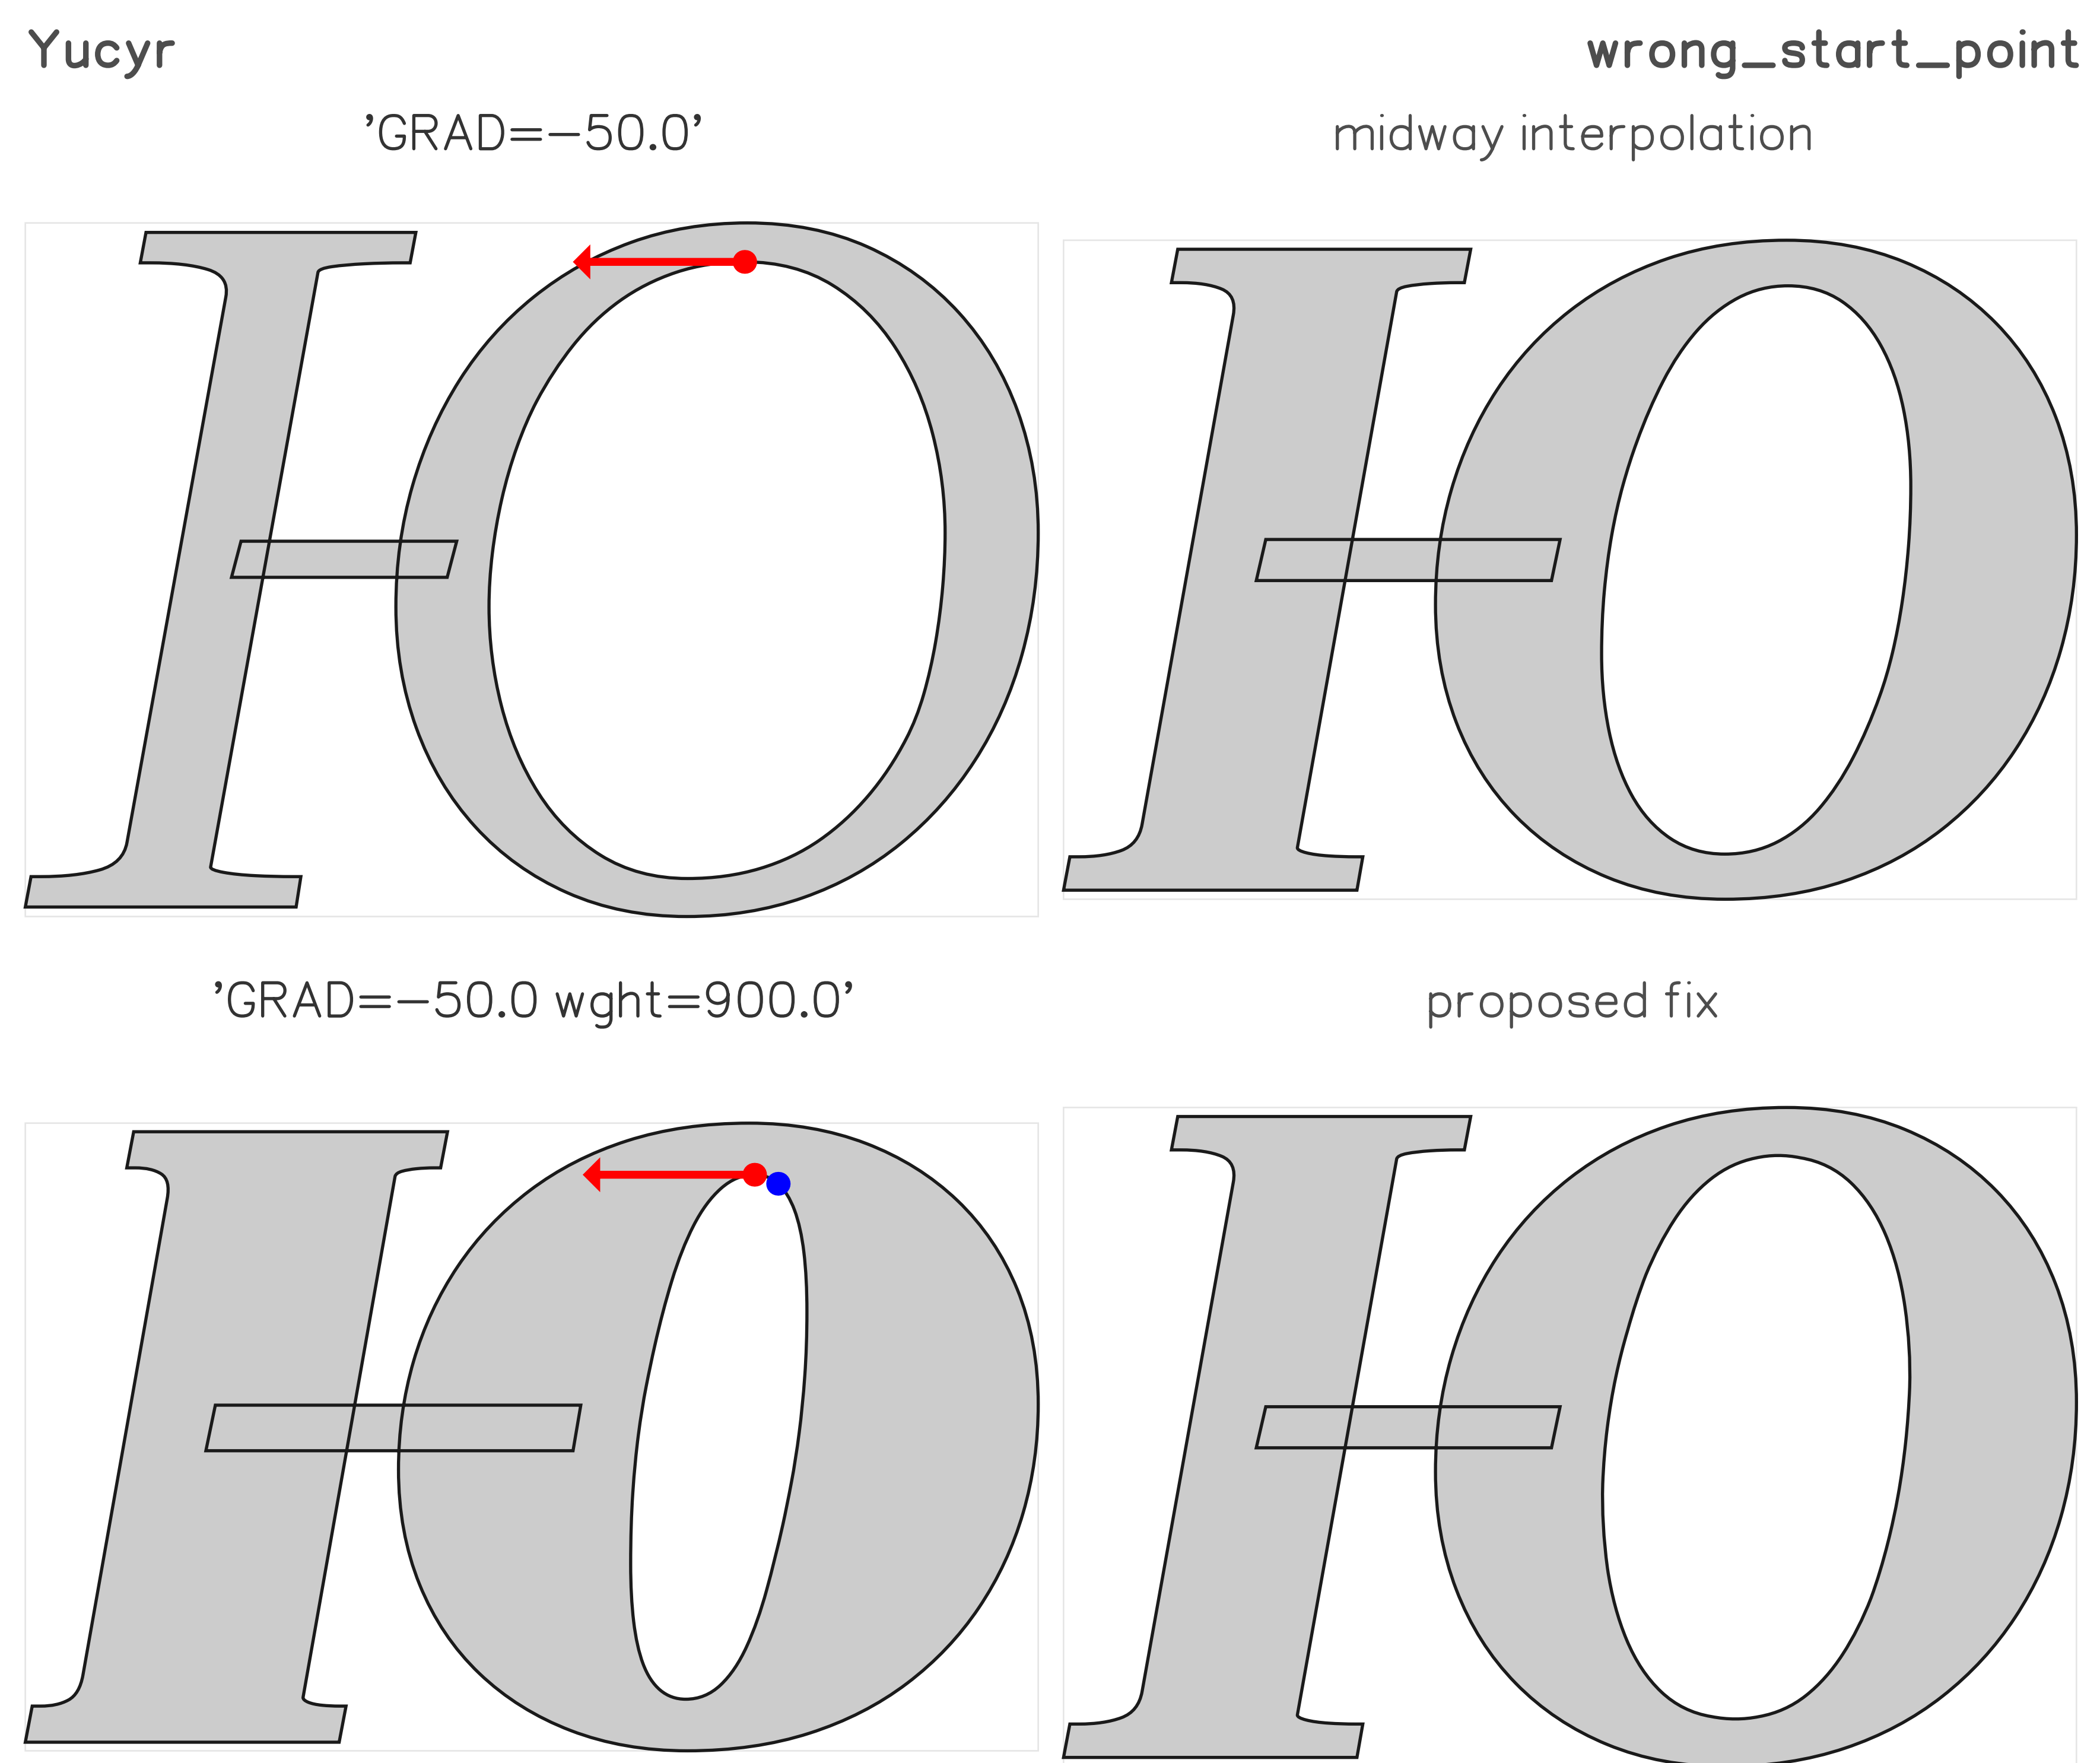 Yucyr
wrong_start_point
'GRAD=−50.0'
midway interpolation
Ю
Ю
'GRAD=−50.0 wght=900.0'
proposed fix
Ю
Ю